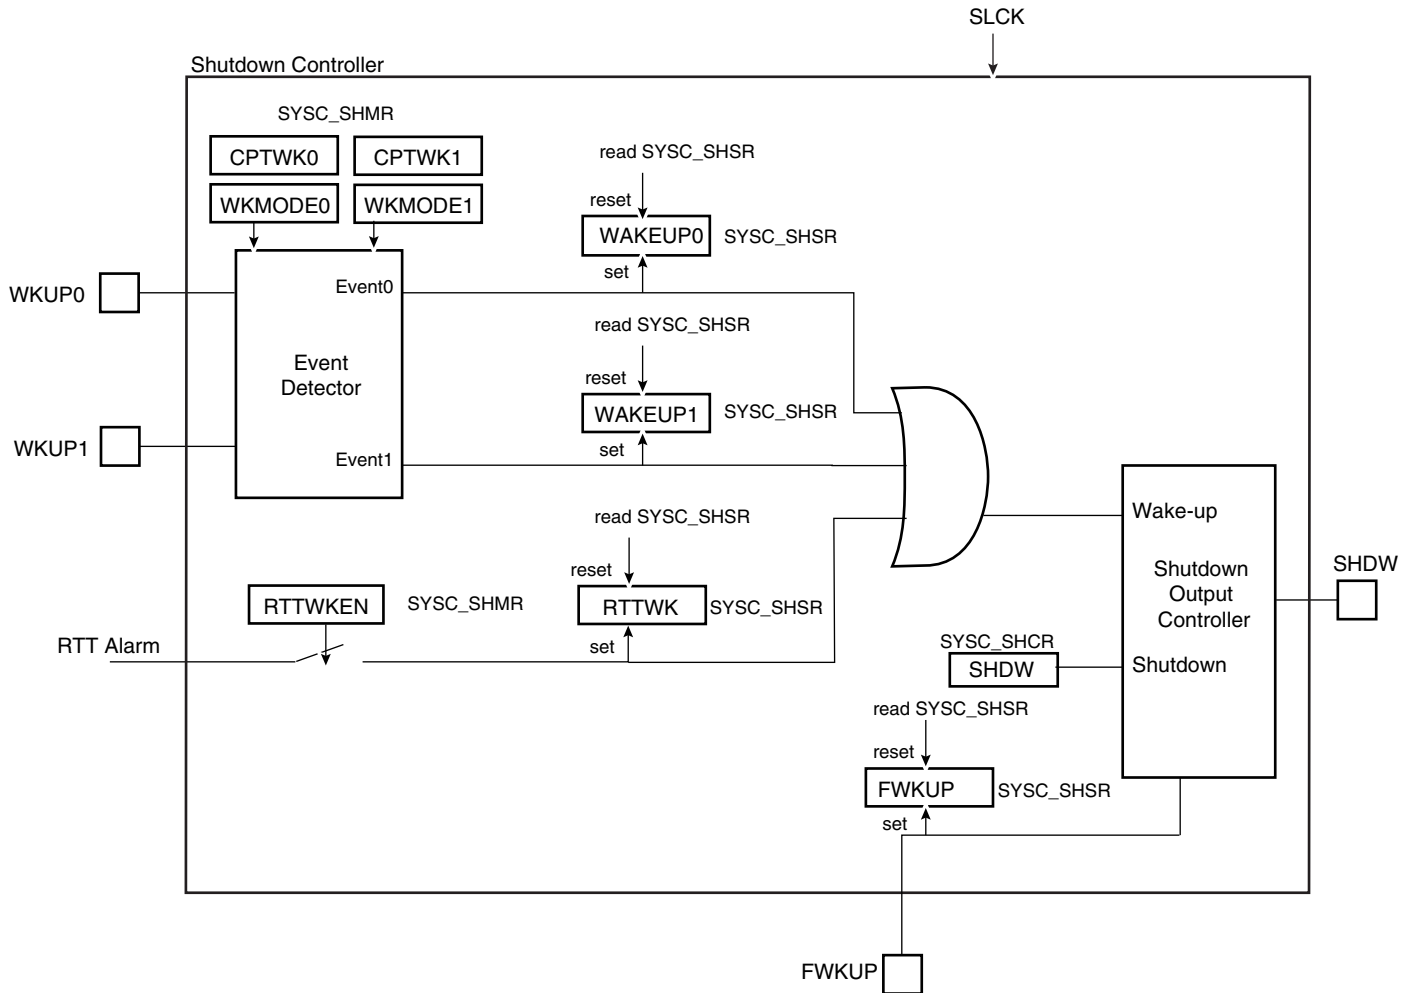 SLCK
Shutdown Controller
SYSC_SHMR
CPTWK0
CPTWK1
WKMODE0
WKMODE1
read SYSC_SHSR
reset
WAKEUP0
SYSC_SHSR
set
WKUP0
Event0
read SYSC_SHSR
Event
Detector
reset
WAKEUP1
SYSC_SHSR
set
WKUP1
Event1
read SYSC_SHSR
Wake-up
reset
RTTWKEN
SYSC_SHMR
RTTWK
SYSC_SHSR
set
RTT Alarm
Shutdown
Output
Controller
SHDW
SYSC_SHCR
SHDW
Shutdown
read SYSC_SHSR
reset
FWKUP
SYSC_SHSR
set
FWKUP